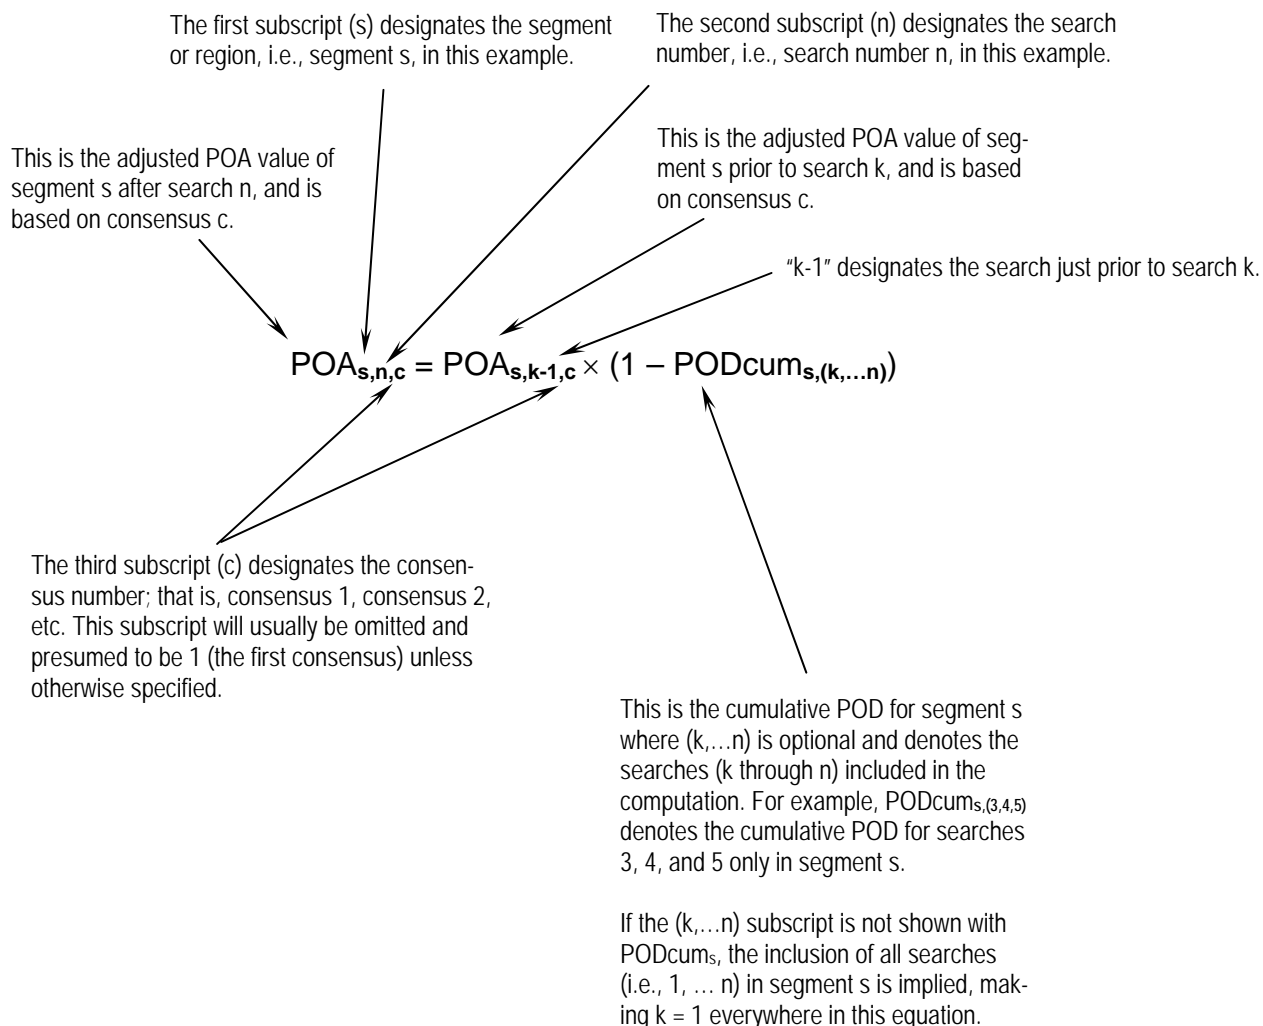 The first subscript (s) designates the segment
or region, i.e., segment s, in this example.
The second subscript (n) designates the search
number, i.e., search number n, in this example.
This is the adjusted POA value of
segment s after search n, and is
based on consensus c.
This is the adjusted POA value of seg-
ment s prior to search k, and is based
on consensus c.
"k-1" designates the search just prior to search k.
POAs,n,c = POAs,k-1,c × (1 – PODcums,(k,…n))
The third subscript (c) designates the consen-
sus number; that is, consensus 1, consensus 2,
etc. This subscript will usually be omitted and
presumed to be 1 (the first consensus) unless
otherwise specified.
This is the cumulative POD for segment s
where (k,…n) is optional and denotes the
searches (k through n) included in the
computation. For example, PODcums,(3,4,5)
denotes the cumulative POD for searches
3, 4, and 5 only in segment s.
If the (k,…n) subscript is not shown with
PODcums, the inclusion of all searches
(i.e., 1, … n) in segment s is implied, mak-
ing k = 1 everywhere in this equation.